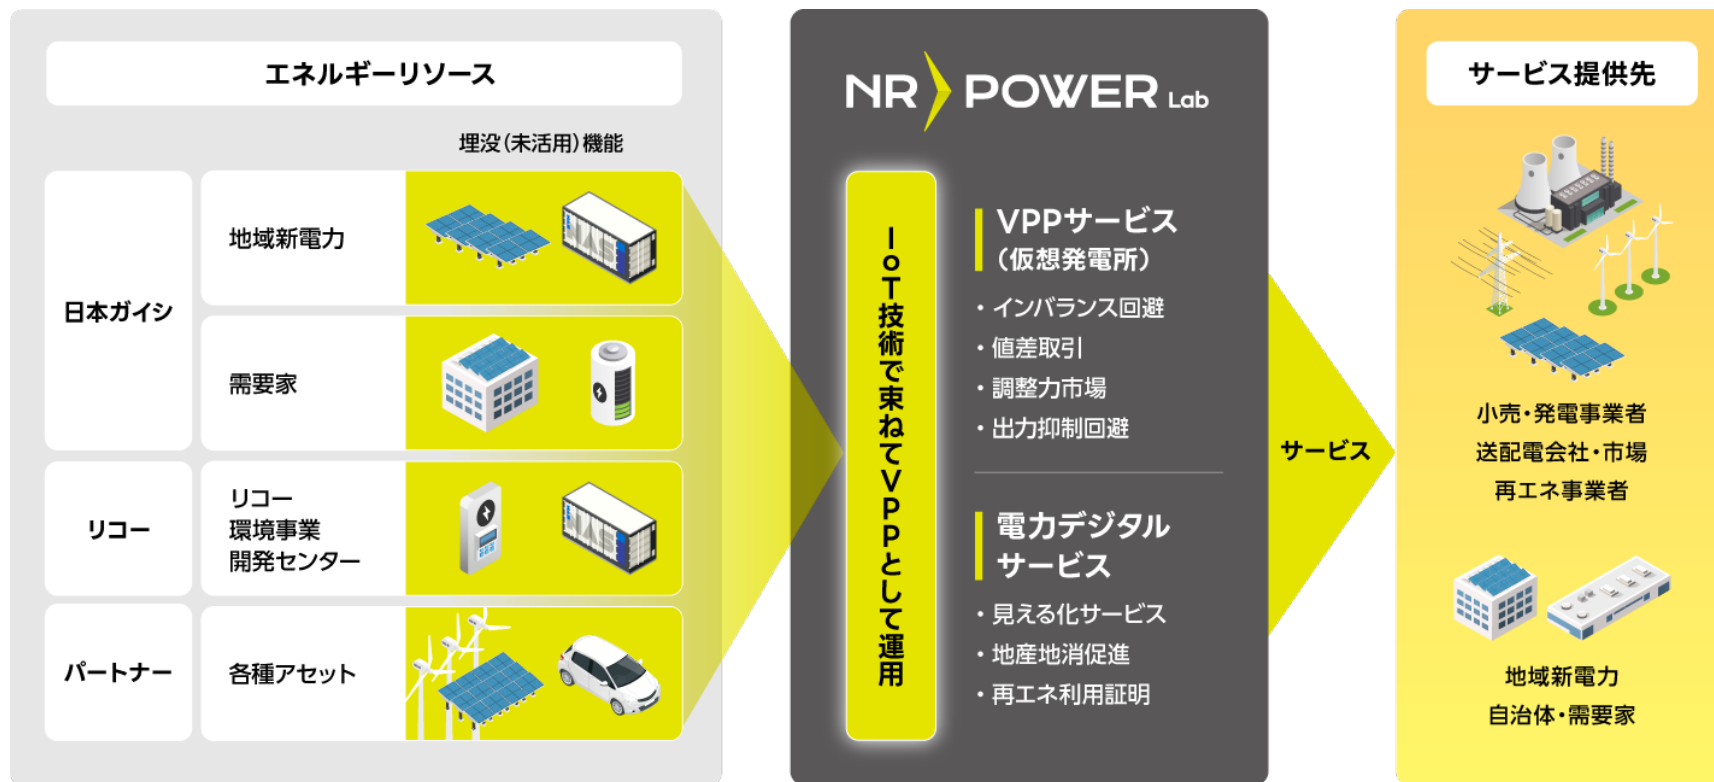 エネルギーリソース
埋没(未活用)機能
日本ガイシ
地域新電力
需要家
リコー
リコー
環境事業
開発センター
パートナー
各種アセット
NR POWER Lab
IoT技術で束ねてVPPとして運用
VPPサービス
(仮想発電所)
・インバランス回避
・値差取引
・調整力市場
・出力抑制回避
電力デジタル
サービス
・見える化サービス
・地産地消促進
・再エネ利用証明
サービス
サービス提供先
小売・発電事業者
送配電会社・市場
再エネ事業者
地域新電力
自治体・需要家